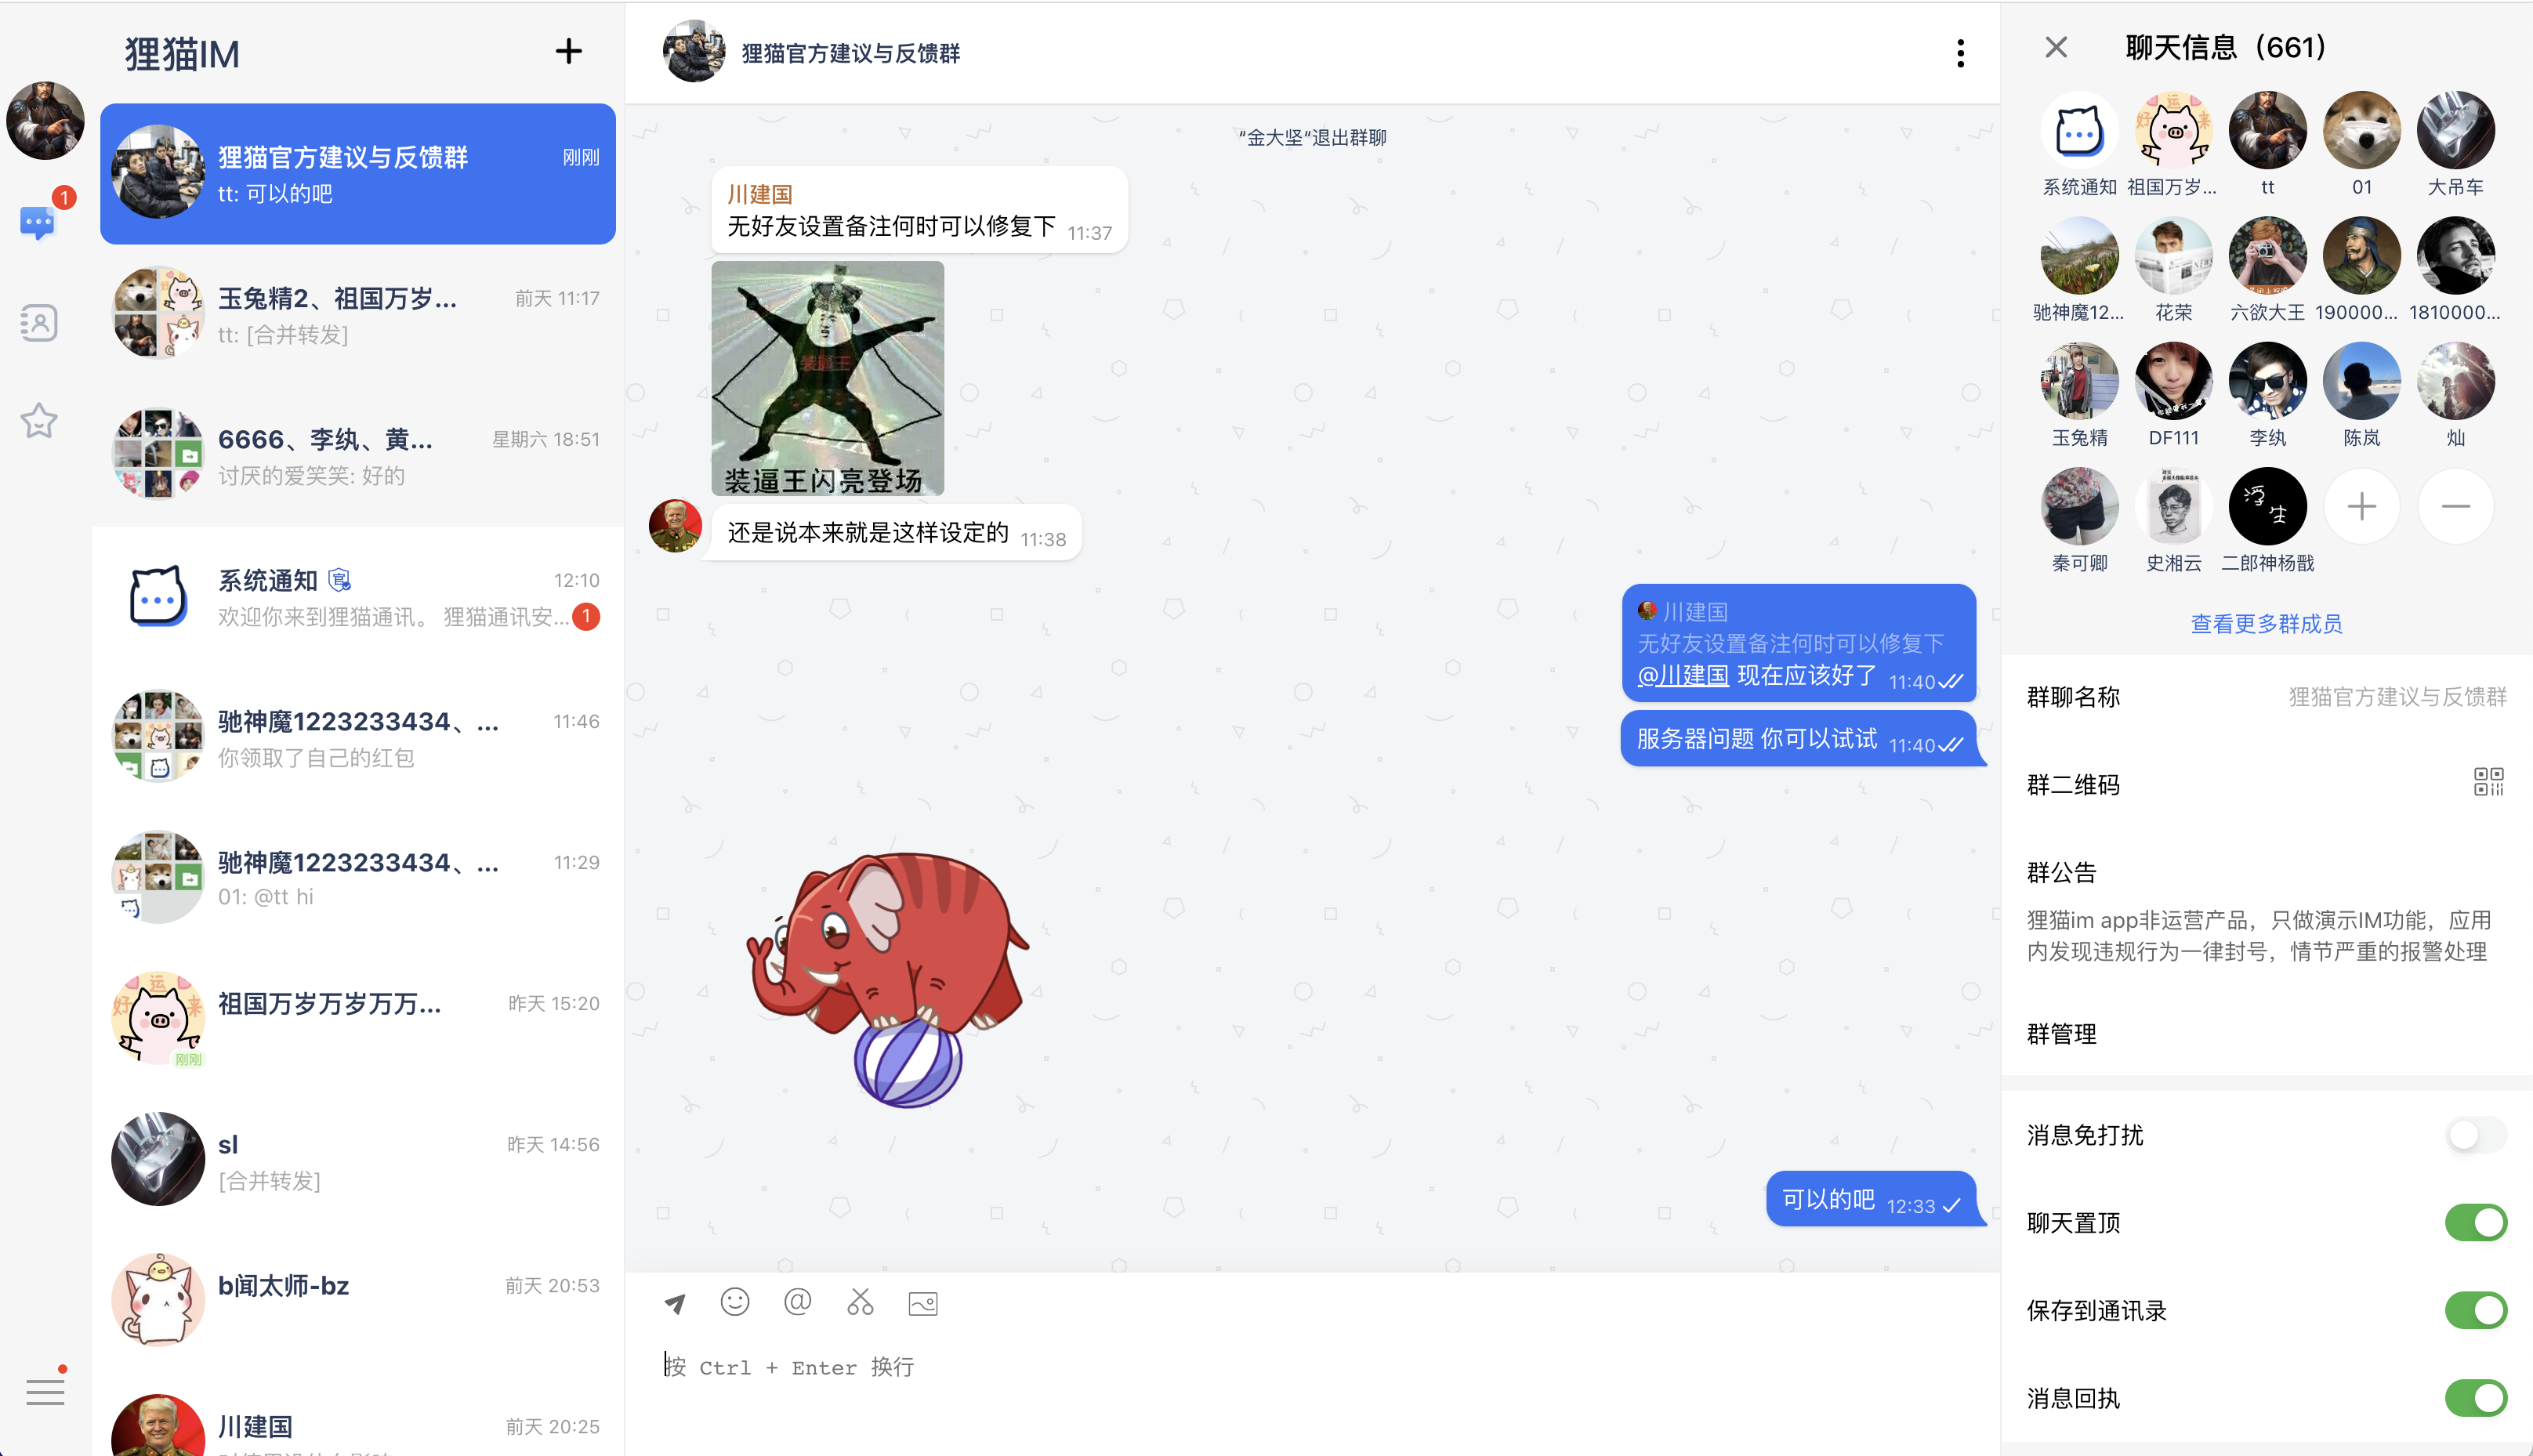 狸猫IM
1
狸猫官方建议与反馈群
刚刚
tt: 可以的吧
玉兔精2、祖国万岁...
前天 11:17
tt: [合并转发]
6666、李纨、黄...
星期六 18:51
讨厌的爱笑笑: 好的
系统通知
官
12:10
欢迎你来到狸猫通讯。 狸猫通讯安...
1
驰神魔1223233434、...
11:46
你领取了自己的红包
驰神魔1223233434、...
11:29
01: @tt hi
好运来
祖国万岁万岁万万...
昨天 15:20
刚刚
sl
昨天 14:56
[合并转发]
b闻太师-bz
前天 20:53
川建国
前天 20:25
狸猫官方建议与反馈群
“金大坚“退出群聊
川建国
无好友设置备注何时可以修复下 11:37
装逼王
装逼王闪亮登场
还是说本来就是这样设定的 11:38
川建国
无好友设置备注何时可以修复下
@川建国 现在应该好了 11:40
服务器问题 你可以试试 11:40
可以的吧 12:33
@
按 Ctrl + Enter 换行
聊天信息（661）
好运来
系统通知 祖国万岁... tt 01 大吊车
NEWS
驰神魔12... 花荣 六欲大王 190000... 1810000...
玉兔精 DF111 李纨 陈岚 灿
浮生
秦可卿 史湘云 二郎神杨戬
查看更多群成员
群聊名称
狸猫官方建议与反馈群
群二维码
群公告
狸猫im app非运营产品，只做演示IM功能，应用
内发现违规行为一律封号，情节严重的报警处理
群管理
消息免打扰
聊天置顶
保存到通讯录
消息回执